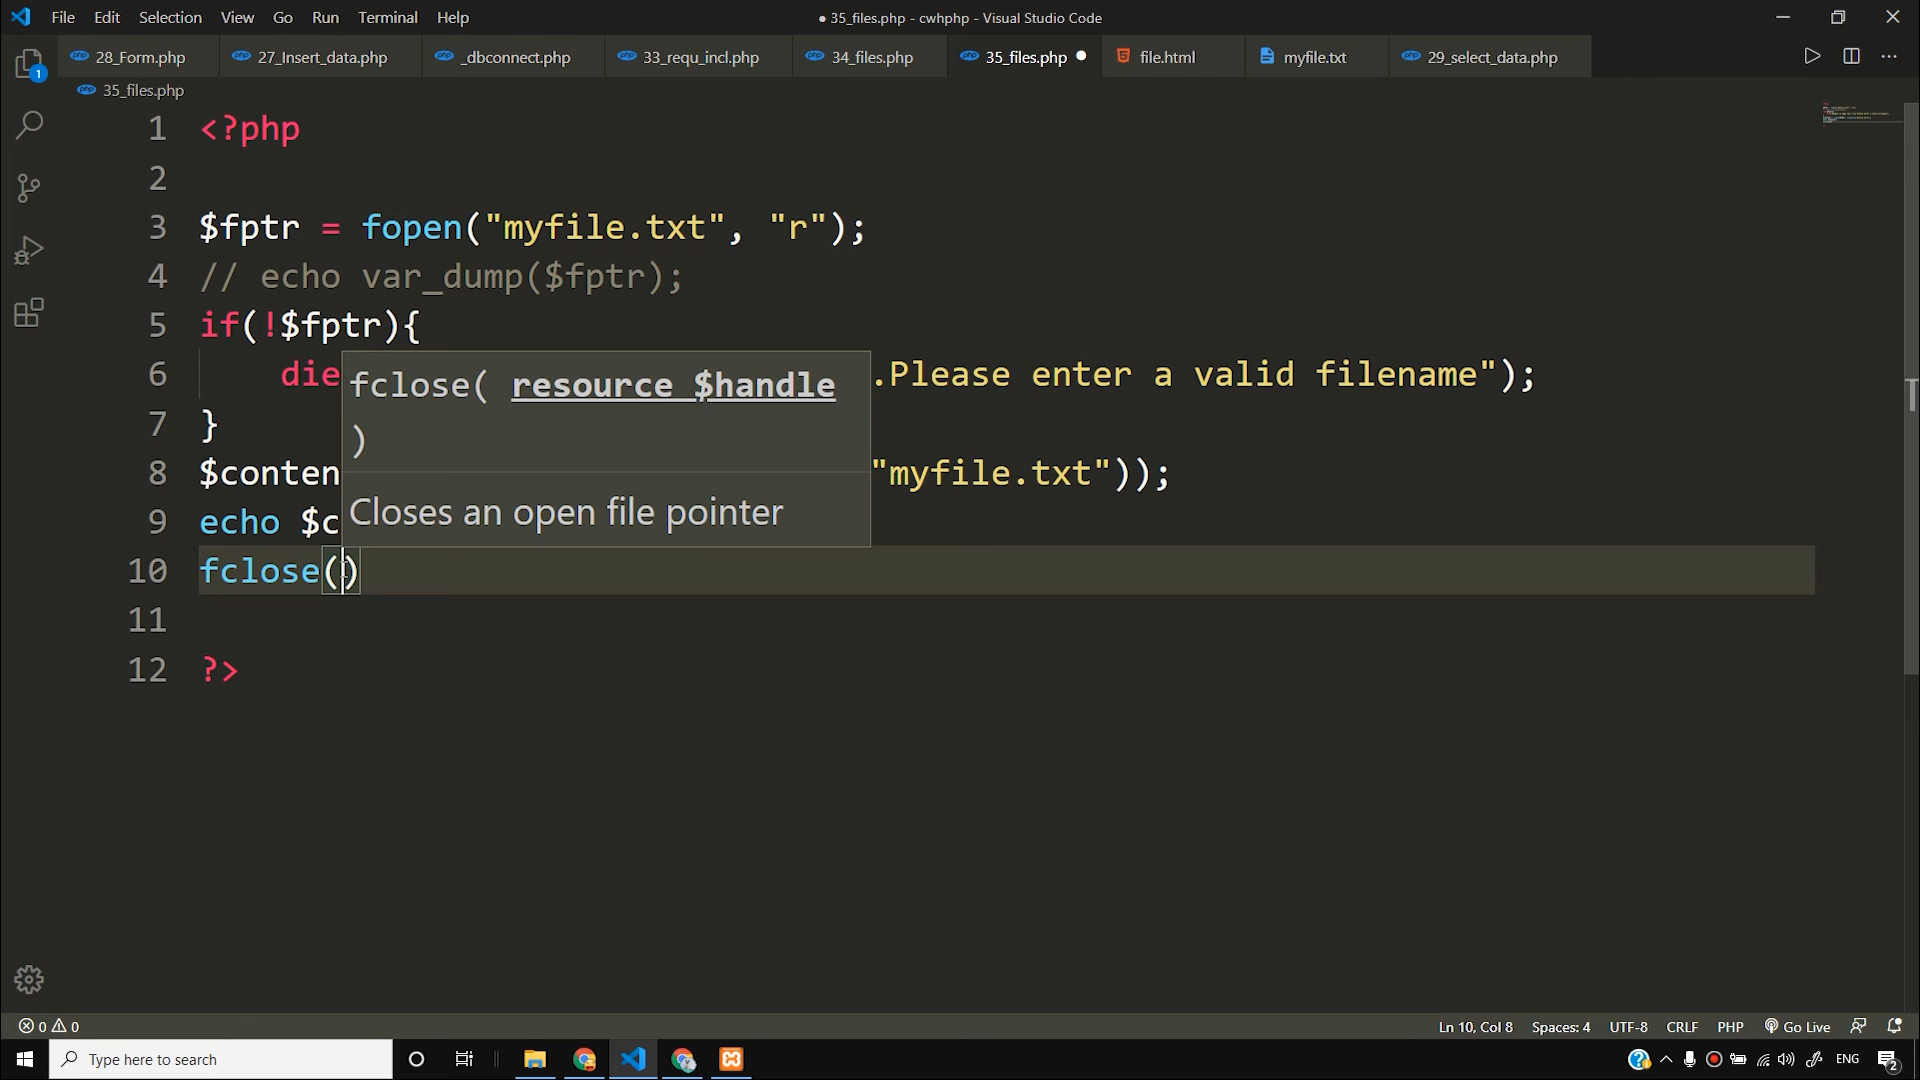 File Edit Selection View Go Run Terminal Help
● 35_files.php - cwhphp - Visual Studio Code
28_Form.php 27_Insert_data.php _dbconnect.php 33_requ_incl.php 34_files.php 35_files.php file.html myfile.txt 29_select_data.php
35_files.php
1 <?php
2
3 $fptr = fopen("myfile.txt", "r");
4 // echo var_dump($fptr);
5 if(!$fptr){
6 die .Please enter a valid filename");
fclose( resource $handle
)
7 }
8 $conten "myfile.txt"));
Closes an open file pointer
9 echo $c
10 fclose()
11
12 ?>
1
0 0
Ln 10, Col 8 Spaces: 4 UTF-8 CRLF PHP Go Live
Type here to search
ENG
2